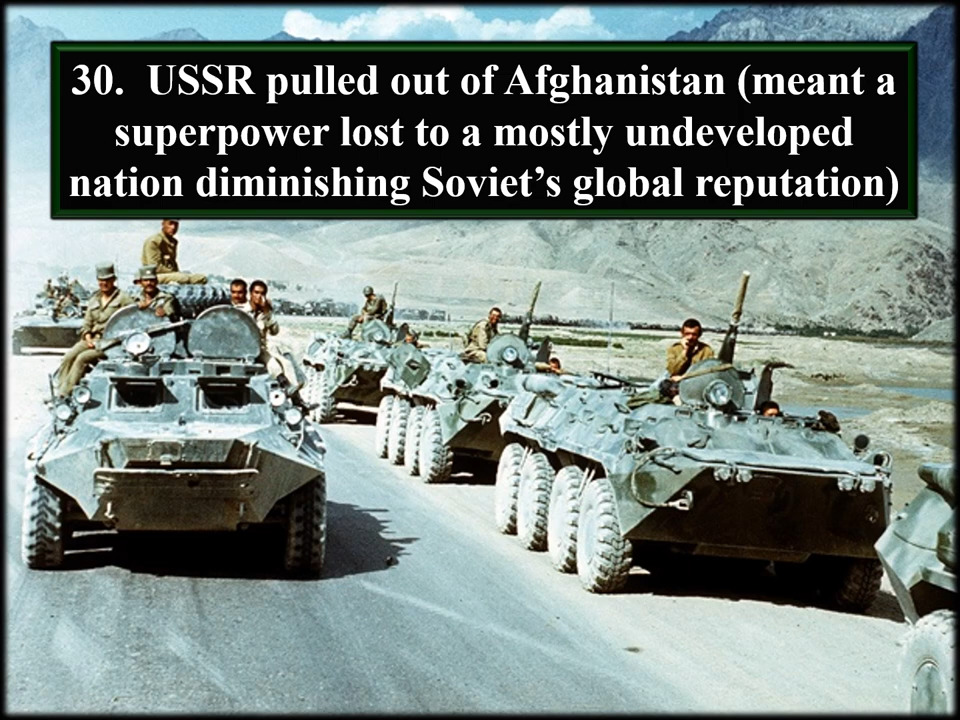 30.  USSR pulled out of Afghanistan (meant a
superpower lost to a mostly undeveloped
nation diminishing Soviet’s global reputation)